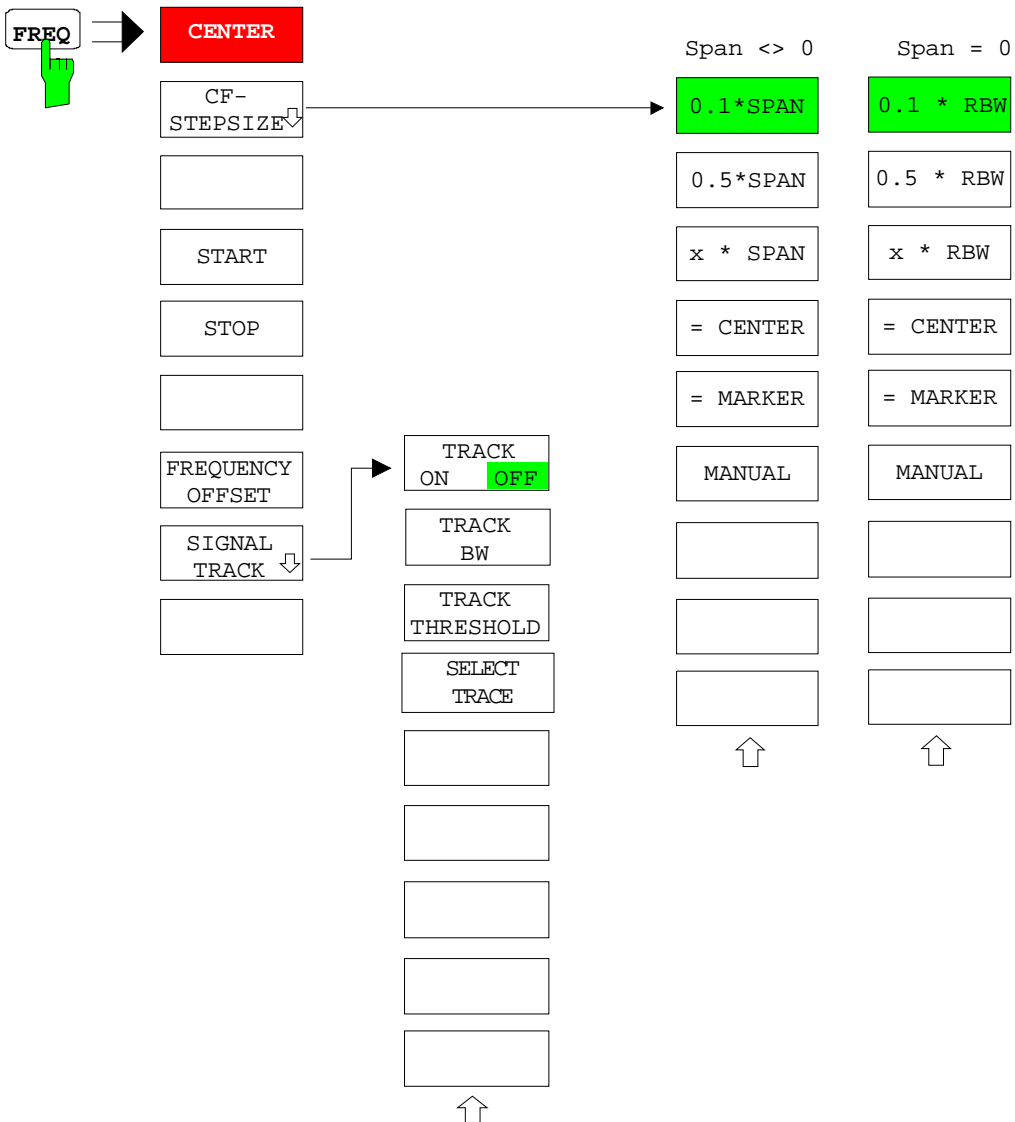 FREQ
CENTER
CF-
STEPSIZE
START
STOP
FREQUENCY
OFFSET
SIGNAL
TRACK
TRACK
ON OFF
TRACK
BW
TRACK
THRESHOLD
SELECT
TRACE
Span <> 0
0.1*SPAN
0.5*SPAN
x * SPAN
= CENTER
= MARKER
MANUAL
Span = 0
0.1 * RBW
0.5 * RBW
x * RBW
= CENTER
= MARKER
MANUAL